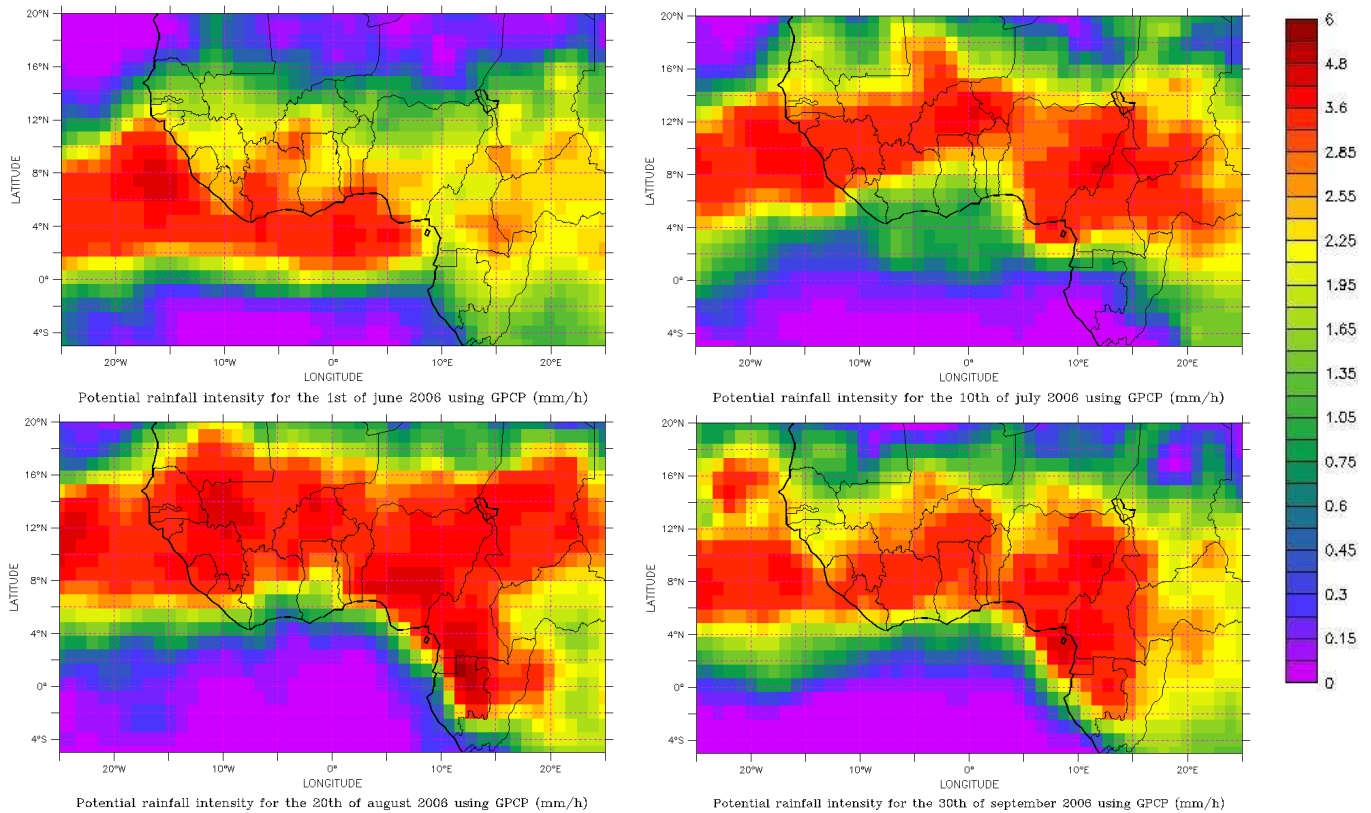 20°N
16°N
12°N
8°N
4°N
0°
4°S
LATITUDE
20°W
10°W
0°
10°E
20°E
LONGITUDE
Potential rainfall intensity for the 1st of june 2006 using GPCP (mm/h)
20°N
16°N
12°N
8°N
4°N
0°
4°S
LATITUDE
20°W
10°W
0°
10°E
20°E
LONGITUDE
Potential rainfall intensity for the 10th of july 2006 using GPCP (mm/h)
6
4.8
3.6
2.85
2.55
2.25
1.95
1.65
1.35
1.05
0.75
0.6
0.45
0.3
0.15
0
20°N
16°N
12°N
8°N
4°N
0°
4°S
LATITUDE
20°W
10°W
0°
10°E
20°E
LONGITUDE
Potential rainfall intensity for the 20th of august 2006 using GPCP (mm/h)
20°N
16°N
12°N
8°N
4°N
0°
4°S
LATITUDE
20°W
10°W
0°
10°E
20°E
LONGITUDE
Potential rainfall intensity for the 30th of september 2006 using GPCP (mm/h)